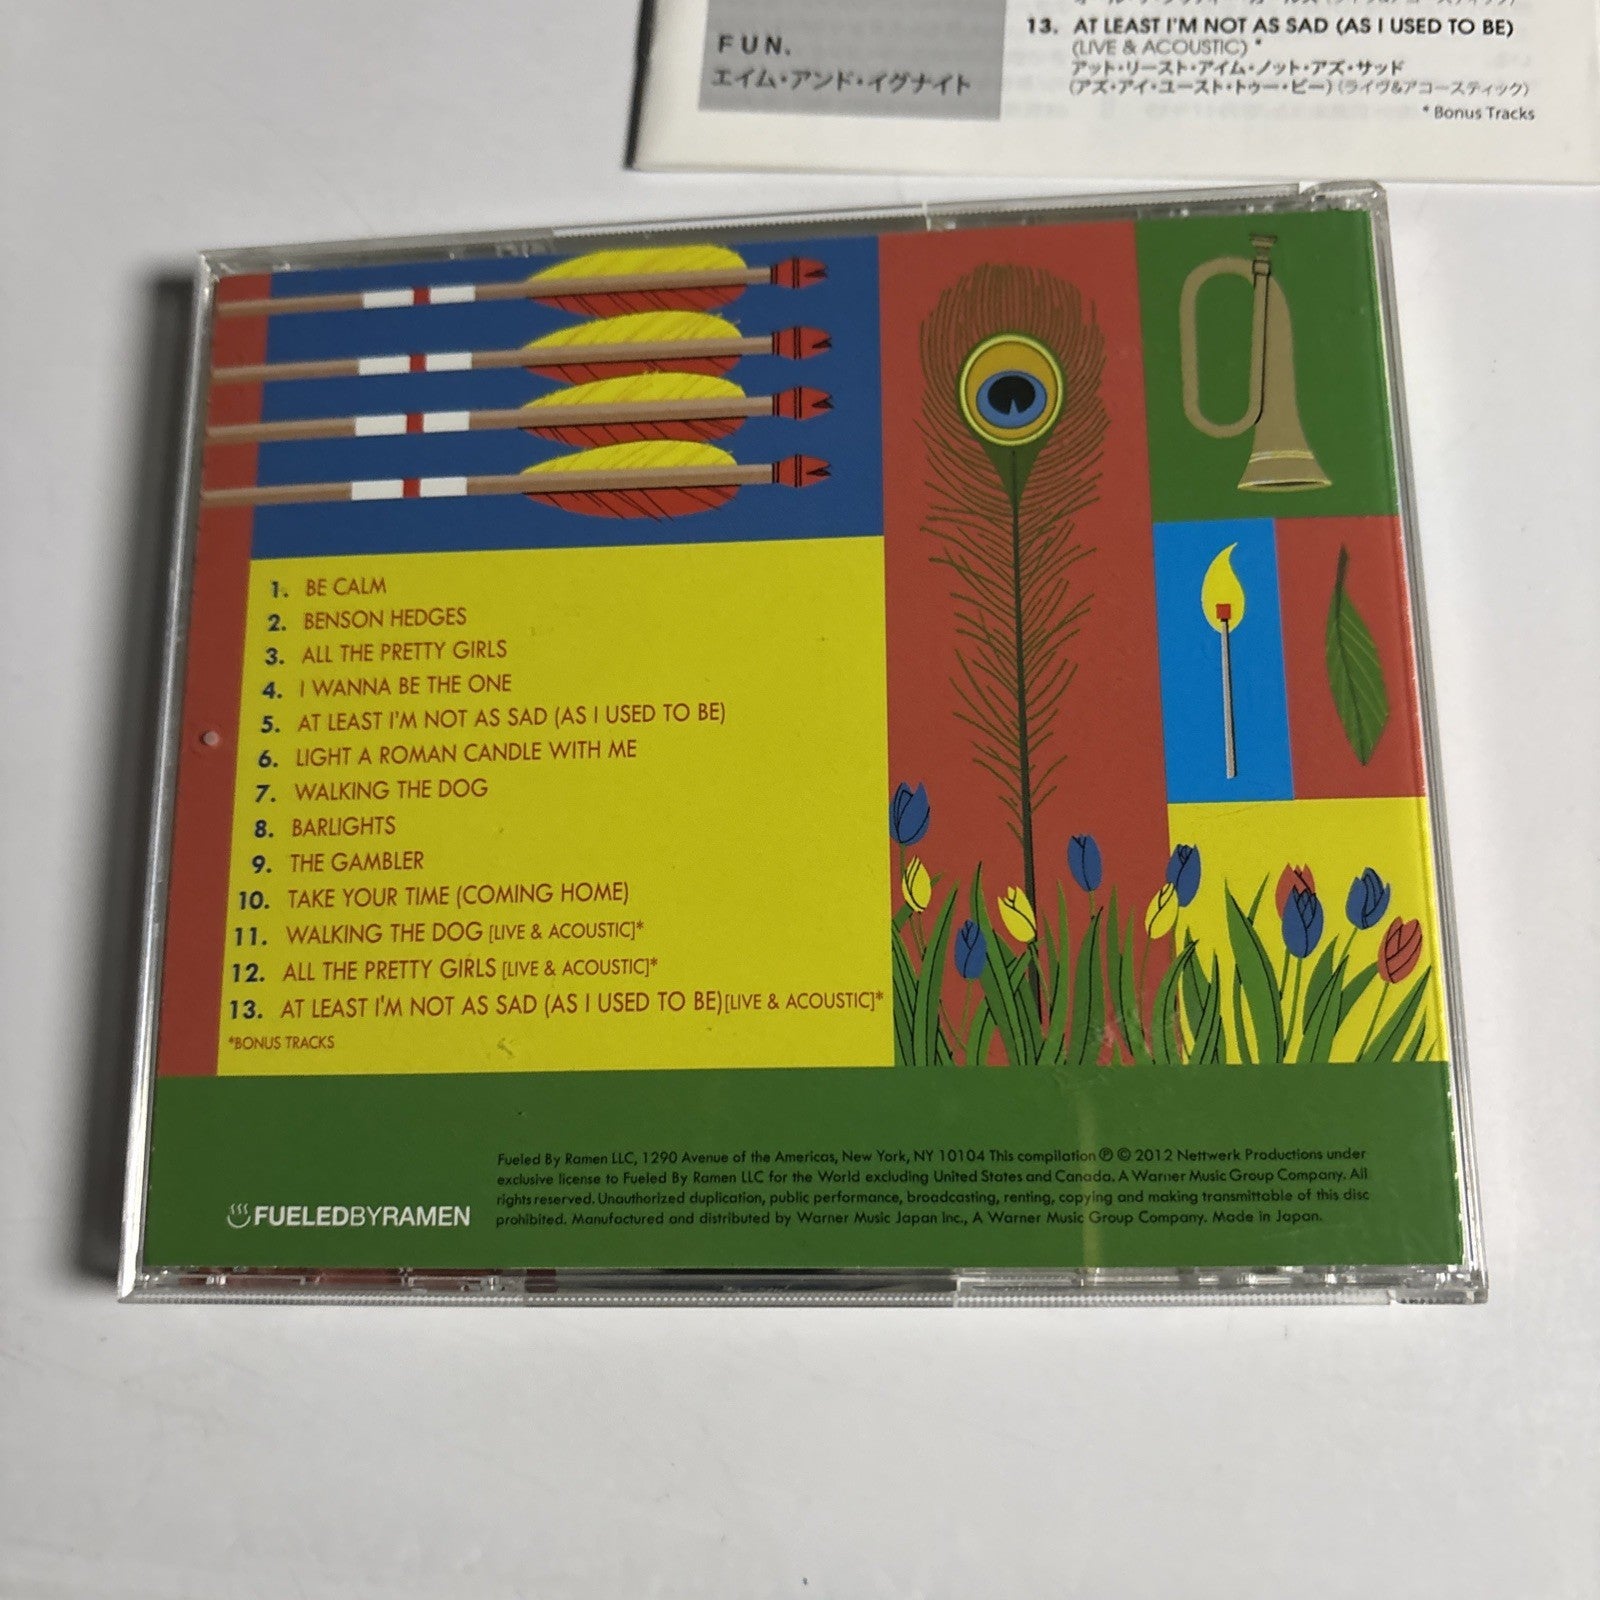 FUN.
エイム・アンド・イグナイト
13. AT LEAST I'M NOT AS SAD (AS I USED TO BE)
(LIVE & ACOUSTIC) *
アット・リースト・アイム・ノット・アズ・サッド
(アズ・アイ・ユースト・トゥー・ビー) (ライヴ&アコースティック)
* Bonus Tracks
1. BE CALM
2. BENSON HEDGES
3. ALL THE PRETTY GIRLS
4. I WANNA BE THE ONE
5. AT LEAST I'M NOT AS SAD (AS I USED TO BE)
6. LIGHT A ROMAN CANDLE WITH ME
7. WALKING THE DOG
8. BARLIGHTS
9. THE GAMBLER
10. TAKE YOUR TIME (COMING HOME)
11. WALKING THE DOG [LIVE & ACOUSTIC]*
12. ALL THE PRETTY GIRLS [LIVE & ACOUSTIC]*
13. AT LEAST I'M NOT AS SAD (AS I USED TO BE)[LIVE & ACOUSTIC]*
*BONUS TRACKS
Fueled By Ramen LLC, 1290 Avenue of the Americas, New York, NY 10104 This compilation ℗ © 2012 Nettwerk Productions under
exclusive license to Fueled By Ramen LLC for the World excluding United States and Canada. A Warner Music Group Company. All
rights reserved. Unauthorized duplication, public performance, broadcasting, renting, copying and making transmittable of this disc
prohibited. Manufactured and distributed by Warner Music Japan Inc., A Warner Music Group Company. Made in Japan.
FUELEDBYRAMEN